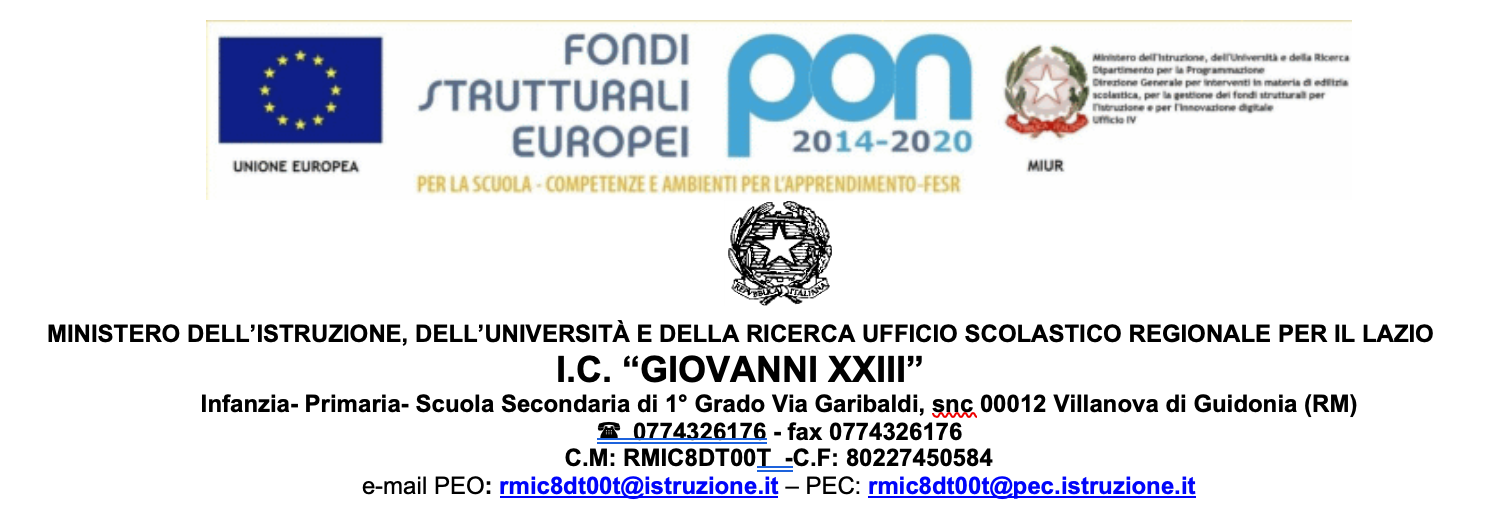 FONDI
STRUTTURALI
EUROPEI
pon
2014-2020
UNIONE EUROPEA
PER LA SCUOLA - COMPETENZE E AMBIENTI PER L'APPRENDIMENTO-FESR
Ministero dell'Istruzione, dell'Università e della Ricerca
Dipartimento per la Programmazione
Direzione Generale per interventi in materia di edilizia
scolastica, per la gestione dei fondi strutturali per
l'Istruzione e per l'Innovazione digitale
Ufficio IV
MIUR
REPVBBLICA ITALIANA
MINISTERO DELL’ISTRUZIONE, DELL’UNIVERSITÀ E DELLA RICERCA UFFICIO SCOLASTICO REGIONALE PER IL LAZIO
I.C. “GIOVANNI XXIII”
Infanzia- Primaria- Scuola Secondaria di 1° Grado Via Garibaldi, snc 00012 Villanova di Guidonia (RM)
☎ 0774326176 - fax 0774326176
C.M: RMIC8DT00T -C.F: 80227450584
e-mail PEO: rmic8dt00t@istruzione.it – PEC: rmic8dt00t@pec.istruzione.it